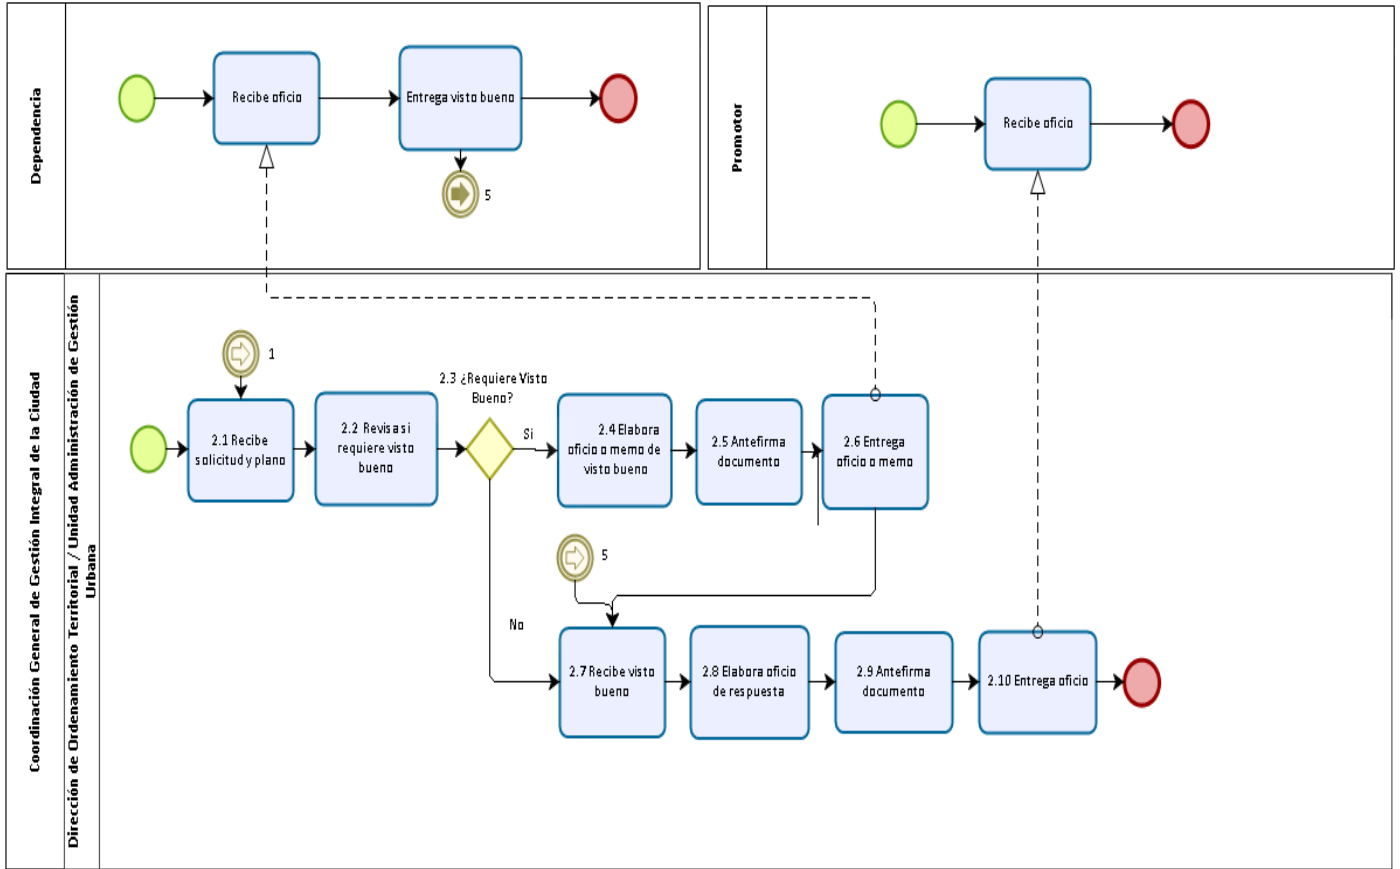 Dependencia
Recibe oficio
Entrega visto bueno
5
Promotor
Recibe oficio
Coordinación General de Gestión Integral de la Ciudad
Dirección de Ordenamiento Territorial / Unidad Administración de Gestión
Urbana
1
2.1 Recibe
solicitud y plano
2.2 Revisa si
requiere visto
bueno
2.3 ¿Requiere Visto
Bueno?
Si
No
2.4 Elabora
oficio o memo de
visto bueno
2.5 Antefirma
documento
2.6 Entrega
oficio o memo
5
2.7 Recibe visto
bueno
2.8 Elabora oficio
de respuesta
2.9 Antefirma
documento
2.10 Entrega oficio